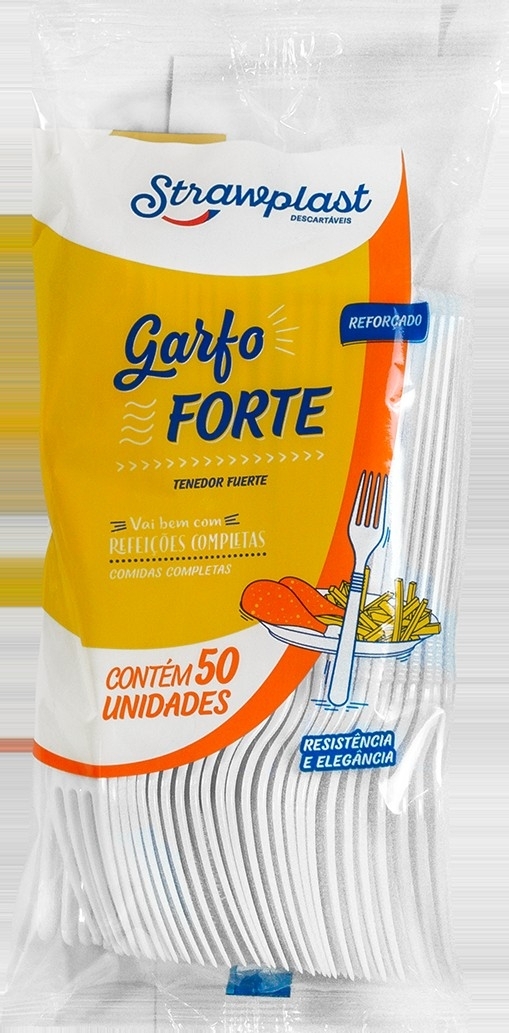 Strawplast
DESCARTÁVEIS
REFORÇADO
Garfo
FORTE
TENEDOR FUERTE
Vai bem com
REFEIÇÕES COMPLETAS
COMIDAS COMPLETAS
CONTÉM 50
UNIDADES
RESISTÊNCIA
E ELEGÂNCIA